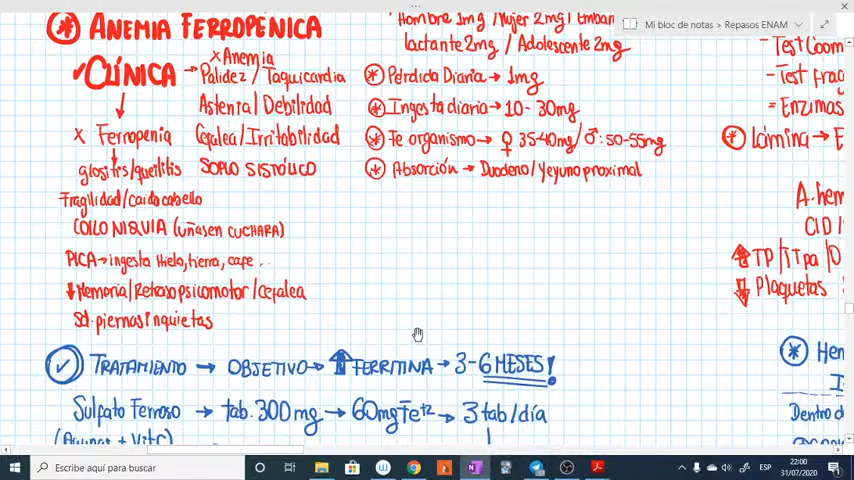 Mi bloc de notas › Repasos ENAM
ANEMIA FERROPENICA
CLÍNICA
x Anemia
Palidez / Taquicardia
Astenia / Debilidad
x Ferropenia
Cefalea / Irritabilidad
glositis/queilitis
SOPLO SISTÓLICO
Fragilidad/caida cabello
COILONIQUIA (uñas en CUCHARA)
PICA → ingesta Hielo, tierra, cafe ...
↓ Memoria/Retraso psicomotor/Cefalea
Sd. piernas inquietas
Hombre 1mg / Mujer 2mg / Emban
lactante 2mg / Adolescente 2mg
Pérdida Diaria → 1mg
Ingesta diaria → 10-30mg
Fe organismo → ♀ 35-40mg / ♂: 50-55mg
Absorción → Duodeno / Yeyuno proximal
- Test Coom
- Test frag
= Enzimas
Lámina → E
A. hem
CID /
↑ TP / TTpa / D
↓ Plaquetas
TRATAMIENTO → OBJETIVO → ↑ FERRITINA → 3-6 MESES!
Sulfato Ferroso → tab. 300 mg → 60mg Fe+2 → 3 tab/día
(Ayunas + Vit C)
Hem
Dentro d
Escribe aquí para buscar
ESP
22:00
31/07/2020